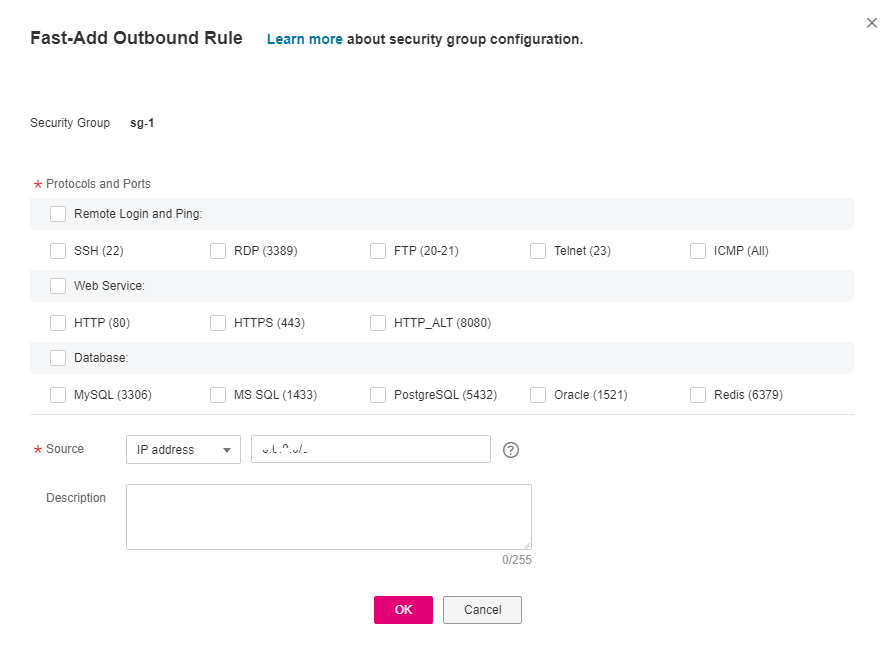 Fast-Add Outbound Rule Learn more about security group configuration.
Security Group sg-1
* Protocols and Ports
Remote Login and Ping:
SSH (22) RDP (3389) FTP (20-21) Telnet (23) ICMP (All)
Web Service:
HTTP (80) HTTPS (443) HTTP_ALT (8080)
Database:
MySQL (3306) MS SQL (1433) PostgreSQL (5432) Oracle (1521) Redis (6379)
* Source IP address ?
Description
0/255
OK Cancel